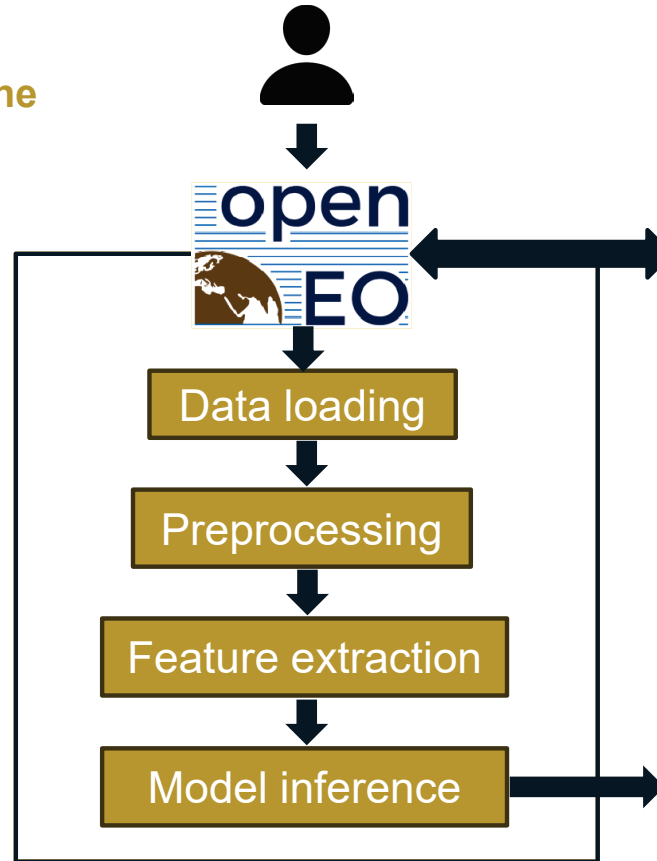 ne
open
EO
Data loading
Preprocessing
Feature extraction
Model inference